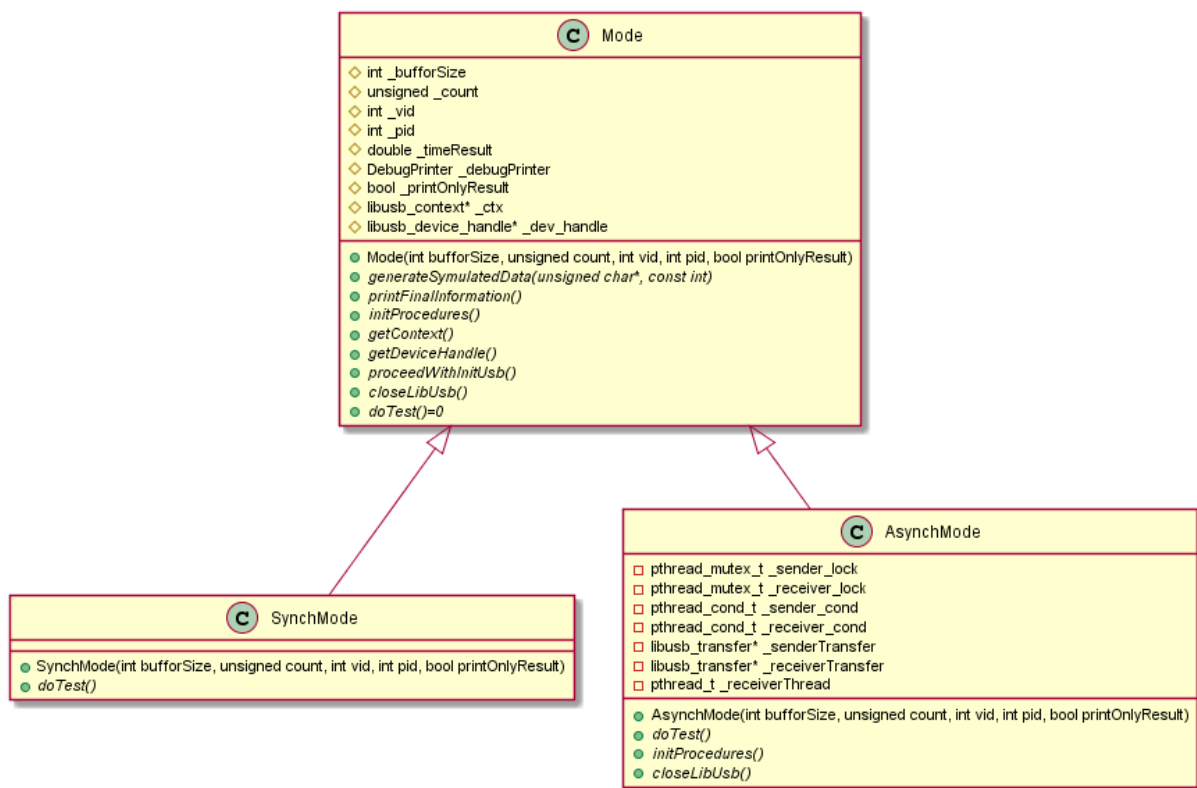 C Mode
int _bufforSize
unsigned _count
int _vid
int _pid
double _timeResult
DebugPrinter _debugPrinter
bool _printOnlyResult
libusb_context* _ctx
libusb_device_handle* _dev_handle
Mode(int bufforSize, unsigned count, int vid, int pid, bool printOnlyResult)
generateSymulatedData(unsigned char*, const int)
printFinalInformation()
initProcedures()
getContext()
getDeviceHandle()
proceedWithInitUsb()
closeLibUsb()
doTest()=0
C SynchMode
SynchMode(int bufforSize, unsigned count, int vid, int pid, bool printOnlyResult)
doTest()
C AsynchMode
pthread_mutex_t _sender_lock
pthread_mutex_t _receiver_lock
pthread_cond_t _sender_cond
pthread_cond_t _receiver_cond
libusb_transfer* _senderTransfer
libusb_transfer* _receiverTransfer
pthread_t _receiverThread
AsynchMode(int bufforSize, unsigned count, int vid, int pid, bool printOnlyResult)
doTest()
initProcedures()
closeLibUsb()